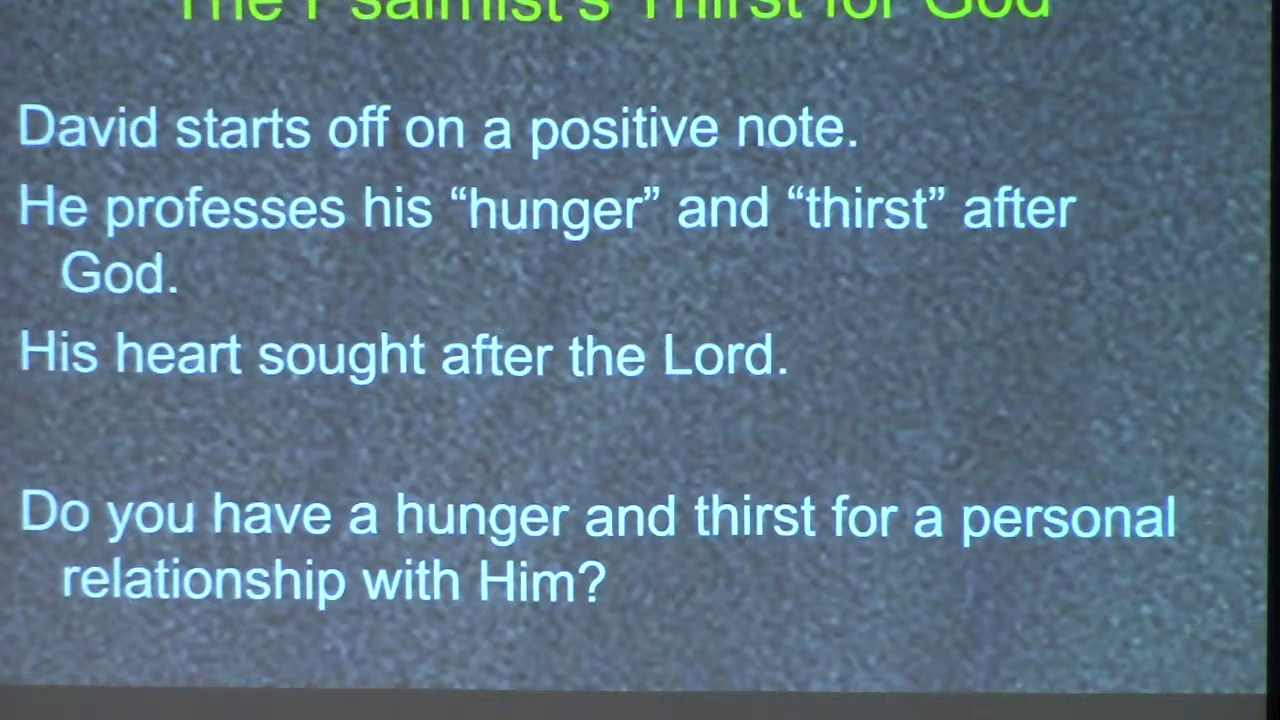 The Psalmist's Thirst for God
David starts off on a positive note.
He professes his “hunger” and “thirst” after
God.
His heart sought after the Lord.
Do you have a hunger and thirst for a personal
relationship with Him?